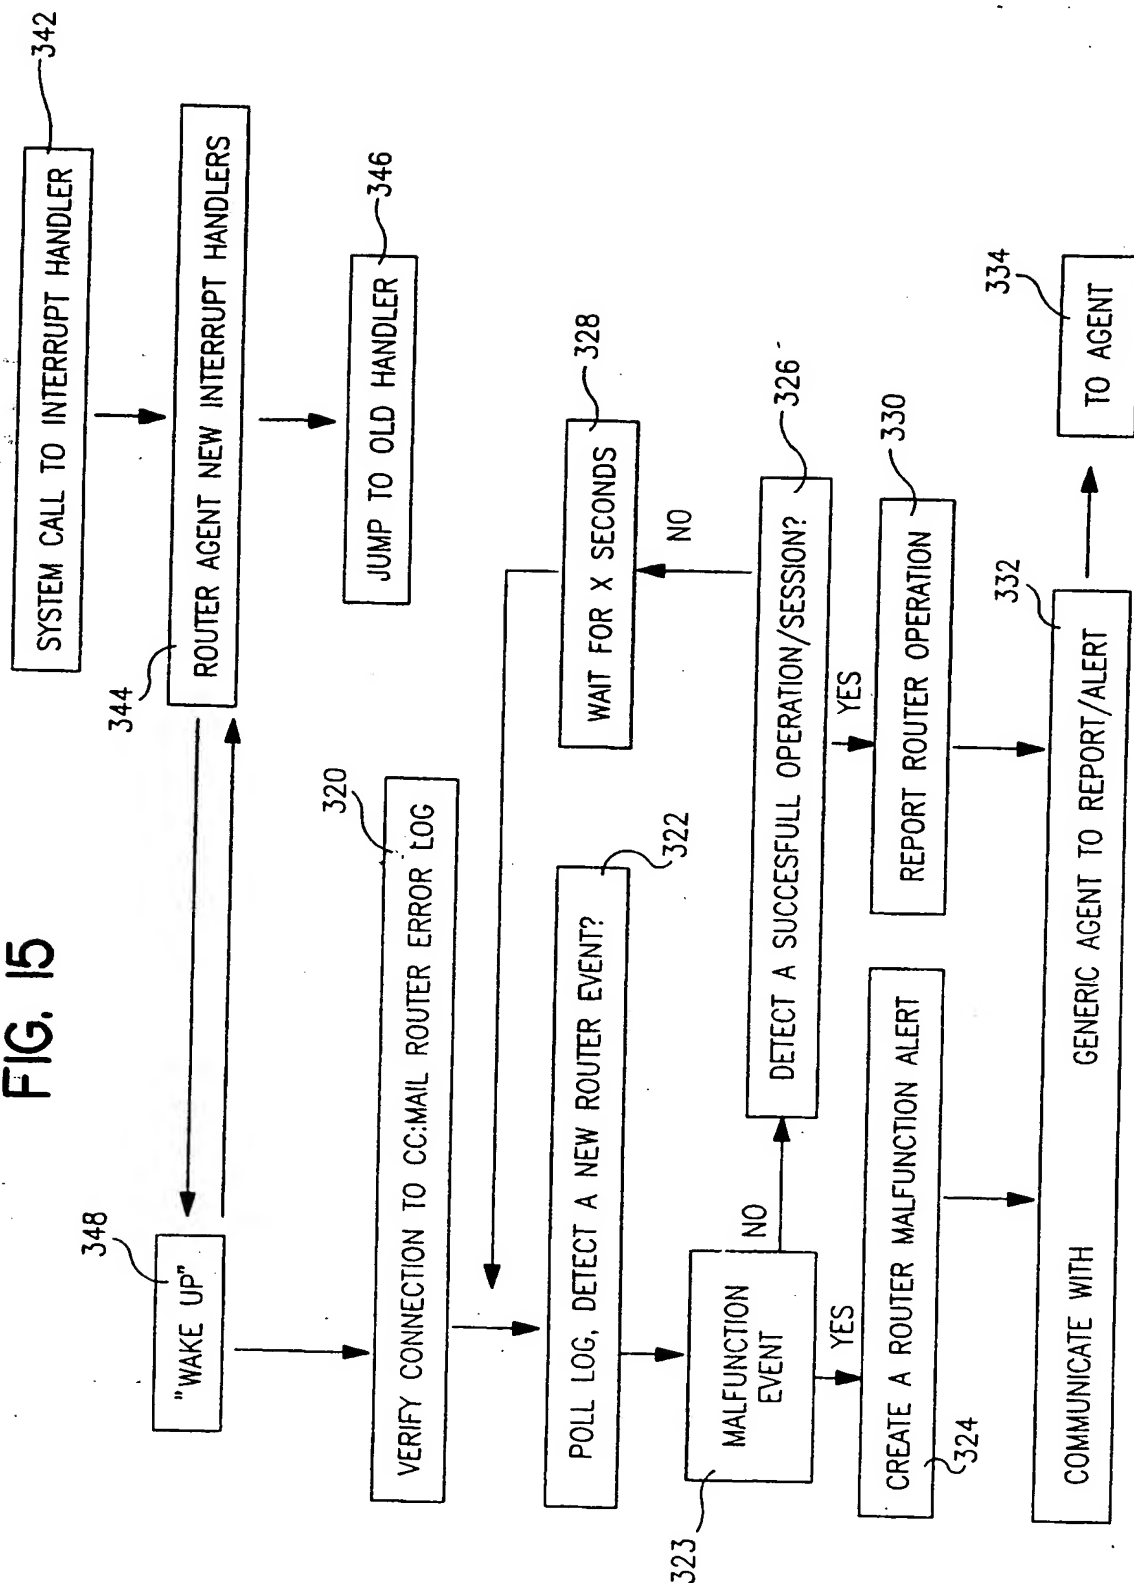 FIG. 15
342
SYSTEM CALL TO INTERRUPT HANDLER
344
ROUTER AGENT NEW INTERRUPT HANDLERS
346
JUMP TO OLD HANDLER
348
"WAKE UP"
320
VERIFY CONNECTION TO CC:MAIL ROUTER ERROR LOG
328
WAIT FOR X SECONDS
322
POLL LOG, DETECT A NEW ROUTER EVENT?
NO
323
MALFUNCTION
EVENT
NO
326
DETECT A SUCCESFULL OPERATION/SESSION?
YES
YES
324
CREATE A ROUTER MALFUNCTION ALERT
330
REPORT ROUTER OPERATION
332
COMMUNICATE WITH GENERIC AGENT TO REPORT/ALERT
334
TO AGENT